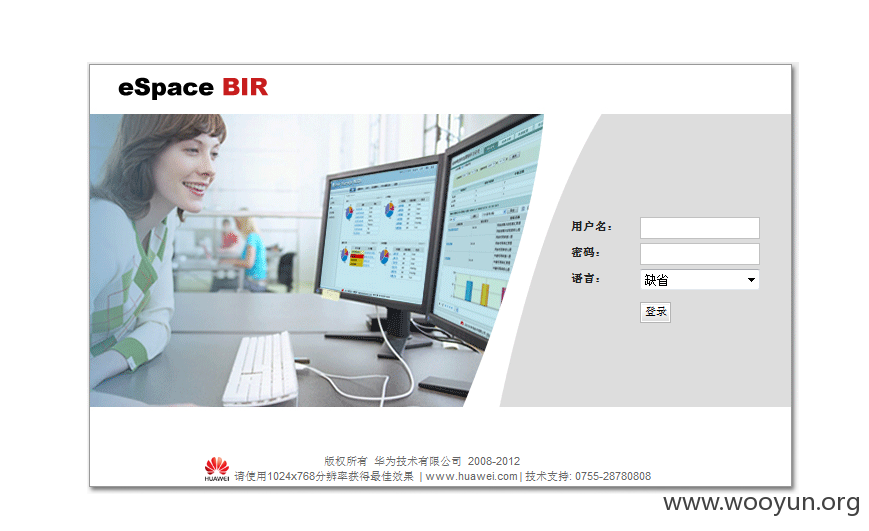 eSpace BIR
用户名：
密码：
语言： 缺省
登录
版权所有 华为技术有限公司 2008-2012
HUAWEI 请使用1024x768分辨率获得最佳效果 | www.huawei.com | 技术支持: 0755-28780808
www.wooyun.org